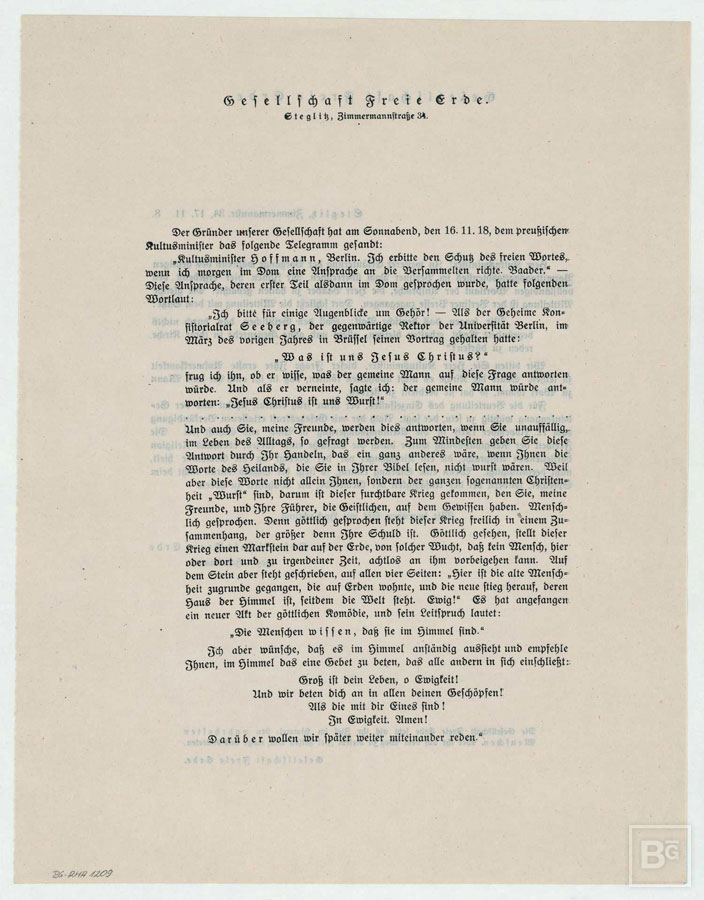 Gesellschaft Freie Erde.
Steglitz, Zimmermannstraße 34.
Der Gründer unserer Gesellschaft hat am Sonnabend, den 16. 11. 18, dem preußischen
Kultusminister das folgende Telegramm gesandt:
„Kultusminister Hoffmann, Berlin. Ich erbitte den Schutz des freien Wortes,
wenn ich morgen im Dom eine Ansprache an die Versammelten richte. Baader.“ —
Diese Ansprache, deren erster Teil alsdann im Dom gesprochen wurde, hatte folgenden
Wortlaut:
„Ich bitte für einige Augenblicke um Gehör! — Als der Geheime Kon-
sistorialrat Seeberg, der gegenwärtige Rektor der Universität Berlin, im
März des vorigen Jahres in Brüssel seinen Vortrag gehalten hatte:
„Was ist uns Jesus Christus?“
frug ich ihn, ob er wisse, was der gemeine Mann auf diese Frage antworten
würde. Und als er verneinte, sagte ich: der gemeine Mann würde ant-
worten: „Jesus Christus ist uns Wurst!“
Und auch Sie, meine Freunde, werden dies antworten, wenn Sie unauffällig,
im Leben des Alltags, so gefragt werden. Zum Mindesten geben Sie diese
Antwort durch Ihr Handeln, das ein ganz anderes wäre, wenn Ihnen die
Worte des Heilands, die Sie in Ihrer Bibel lesen, nicht wurst wären. Weil
aber diese Worte nicht allein Ihnen, sondern der ganzen sogenannten Christen-
heit „Wurst“ sind, darum ist dieser furchtbare Krieg gekommen, den Sie, meine
Freunde, und Ihre Führer, die Geistlichen, auf dem Gewissen haben. Mensch-
lich gesprochen. Denn göttlich gesprochen steht dieser Krieg freilich in einem Zu-
sammenhang, der größer denn Ihre Schuld ist. Göttlich gesehen, stellt dieser
Krieg einen Markstein dar auf der Erde, von solcher Wucht, daß kein Mensch, hier
oder dort und zu irgendeiner Zeit, achtlos an ihm vorbeigehen kann. Auf
dem Stein aber steht geschrieben, auf allen vier Seiten: „Hier ist die alte Mensch-
heit zugrunde gegangen, die auf Erden wohnte, und die neue stieg herauf, deren
Haus der Himmel ist, seitdem die Welt steht. Ewig!“ Es hat angefangen
ein neuer Akt der göttlichen Komödie, und sein Leitspruch lautet:
„Die Menschen wissen, daß sie im Himmel sind.“
Ich aber wünsche, daß es im Himmel anständig aussieht und empfehle
Ihnen, im Himmel das eine Gebet zu beten, das alle andern in sich einschließt:
Groß ist dein Leben, o Ewigkeit!
Und wir beten dich an in allen deinen Geschöpfen!
Als die mit dir Eines sind!
In Ewigkeit. Amen!
Darüber wollen wir später weiter miteinander reden.“
BG-RHA 1209
BG